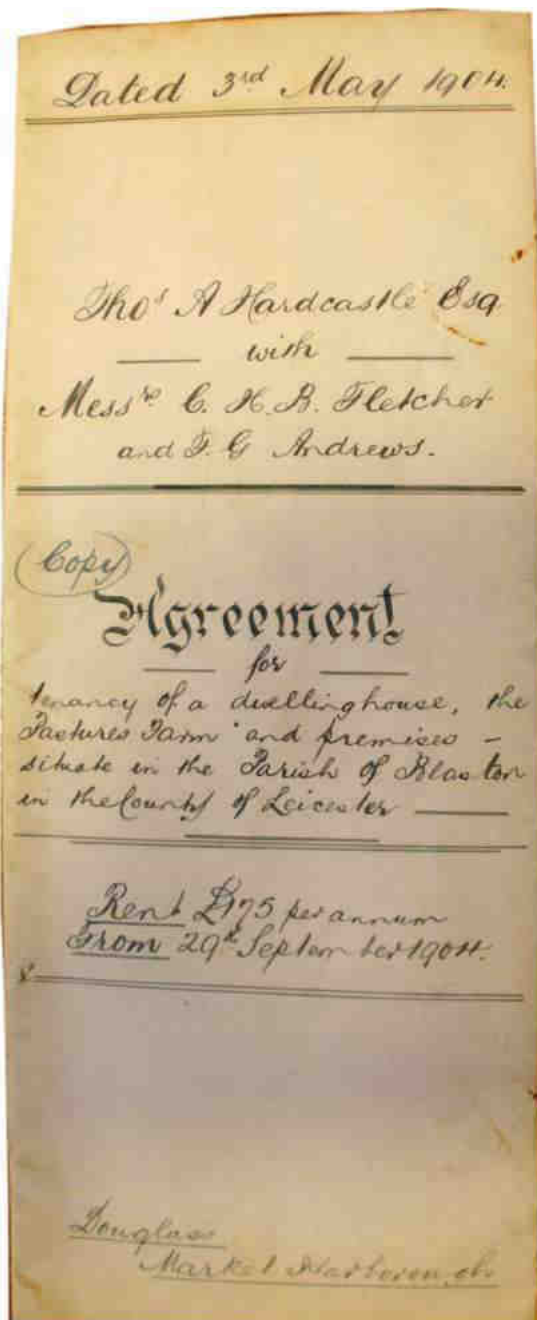 Dated 3rd May 1904.
Thos A Hardcastle Esq
with
Messrs C. H. B. Fletcher
and F. G Andrews.
Copy
Agreement
for
tenancy of a dwellinghouse, the
Pastures Farm and premises -
situate in the Parish of Blaston
in the County of Leicester
Rent £175 per annum
From 29th September 1904.
Douglass
Market Harborough